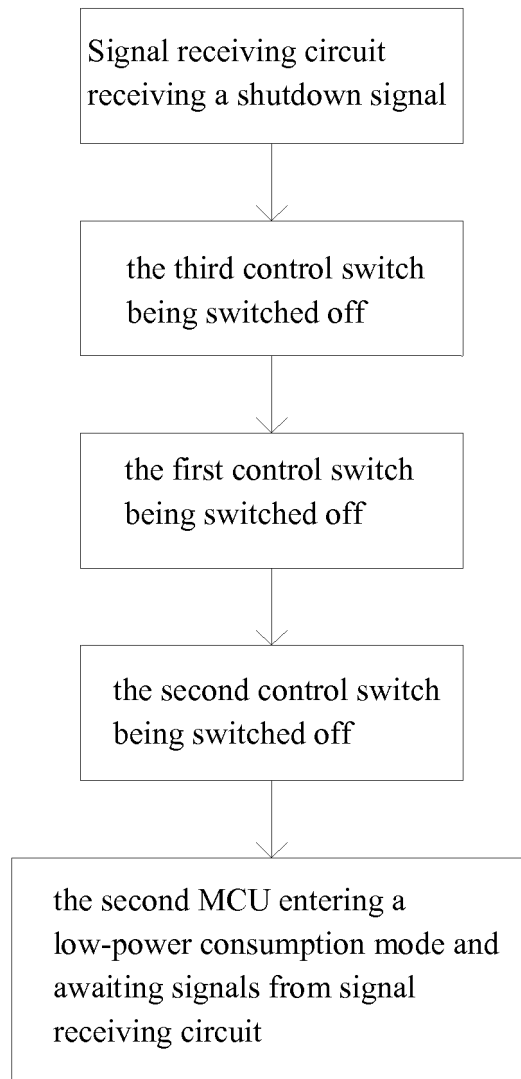 Signal receiving circuit
receiving a shutdown signal
the third control switch
being switched off
the first control switch
being switched off
the second control switch
being switched off
the second MCU entering a
low-power consumption mode and
awaiting signals from signal
receiving circuit